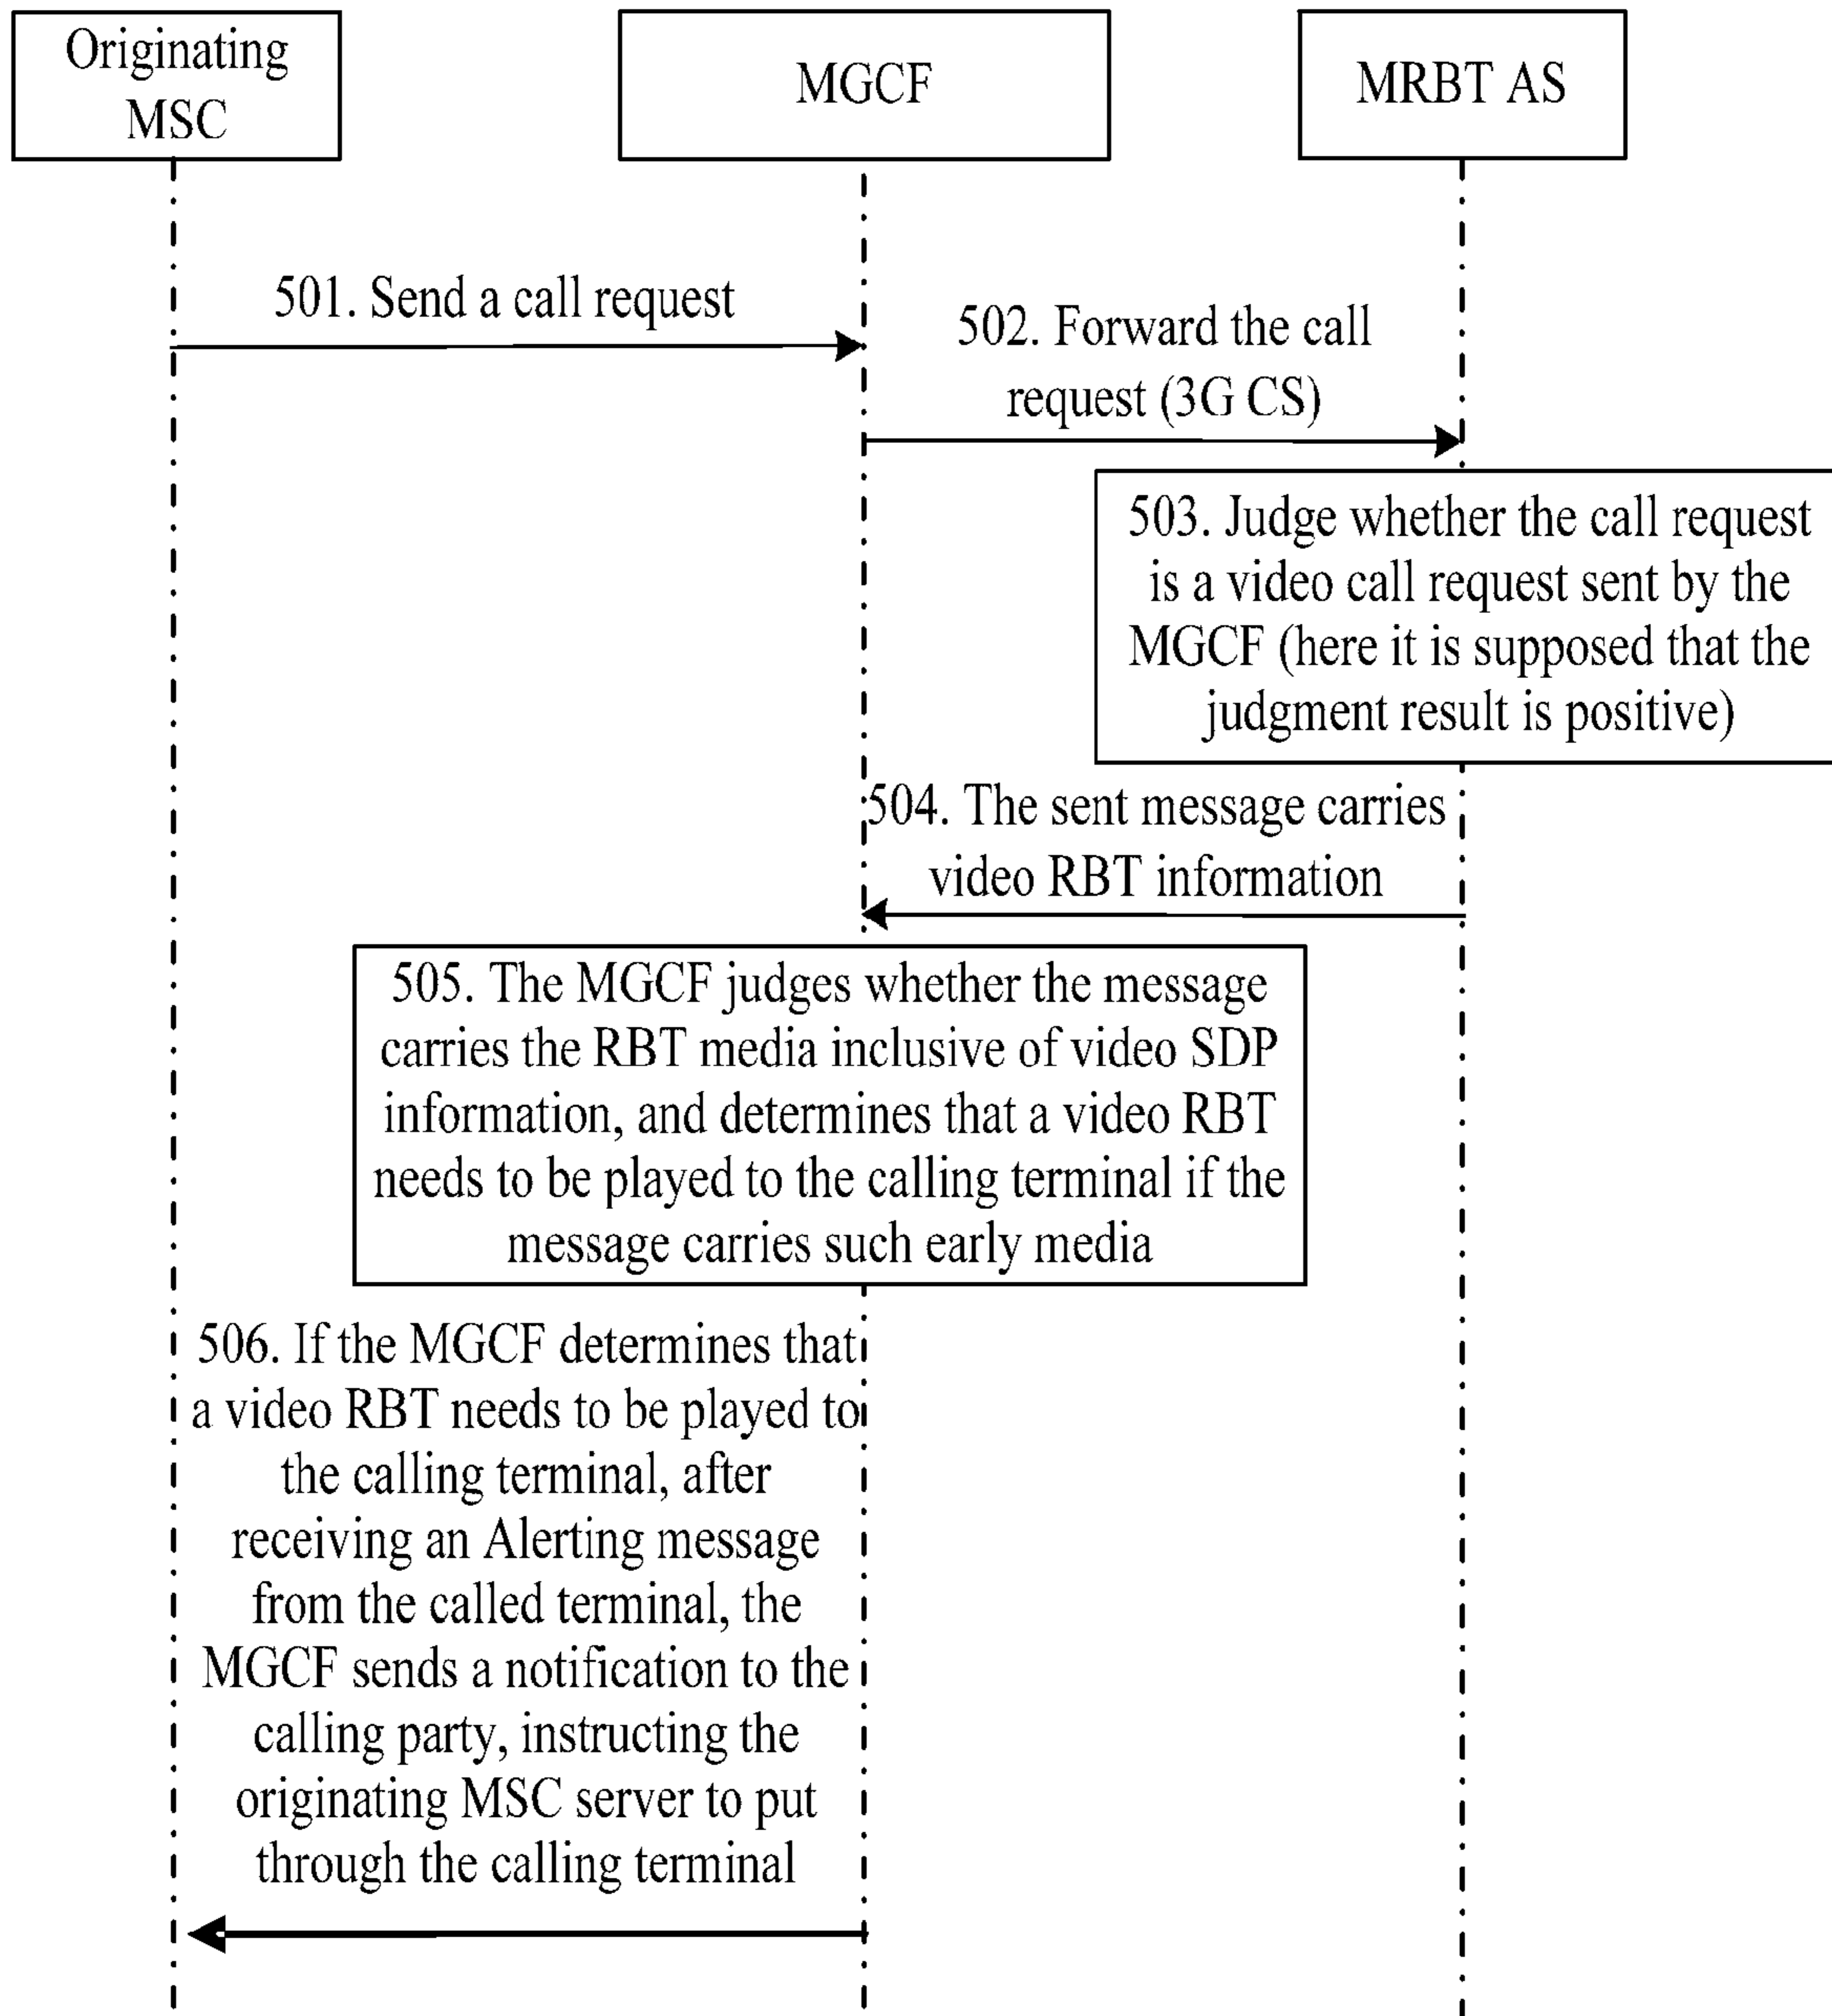 Originating
MSC
MGCF
MRBT AS
501. Send a call request
502. Forward the call
request (3G CS)
503. Judge whether the call request
is a video call request sent by the
MGCF (here it is supposed that the
judgment result is positive)
504. The sent message carries
video RBT information
505. The MGCF judges whether the message
carries the RBT media inclusive of video SDP
information, and determines that a video RBT
needs to be played to the calling terminal if the
message carries such early media
506. If the MGCF determines that
a video RBT needs to be played to
the calling terminal, after
receiving an Alerting message
from the called terminal, the
MGCF sends a notification to the
calling party, instructing the
originating MSC server to put
through the calling terminal